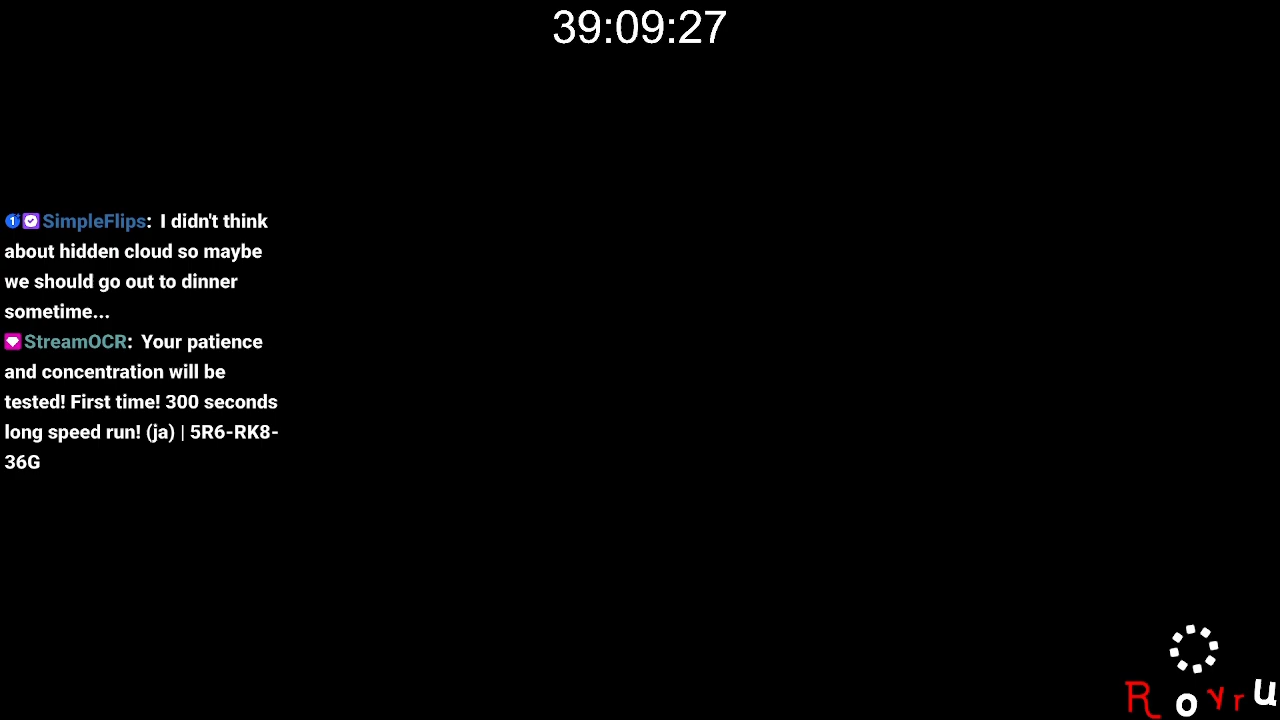 39:09:27
SimpleFlips: I didn't think
about hidden cloud so maybe
we should go out to dinner
sometime...
StreamOCR: Your patience
and concentration will be
tested! First time! 300 seconds
long speed run! (ja) | 5R6-RK8-
36G
Royru